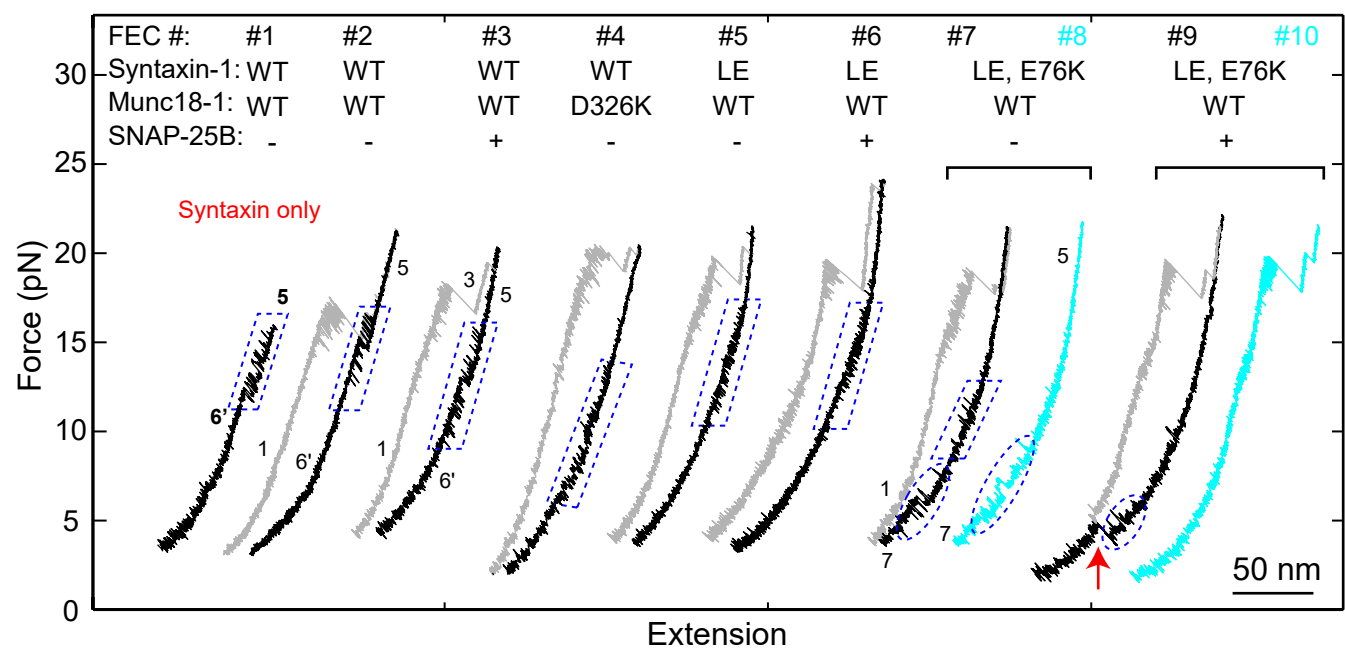 FEC #: #1 #2 #3 #4 #5 #6 #7 #8 #9 #10
Syntaxin-1: WT WT WT WT LE LE LE, E76K LE, E76K
Munc18-1: WT WT WT D326K WT WT WT WT
SNAP-25B: - - + - - + - +
Syntaxin only
30
25
20
15
10
5
0
Force (pN)
5
6'
1
5
6'
3
5
1
6'
1
7
5
7
50 nm
Extension